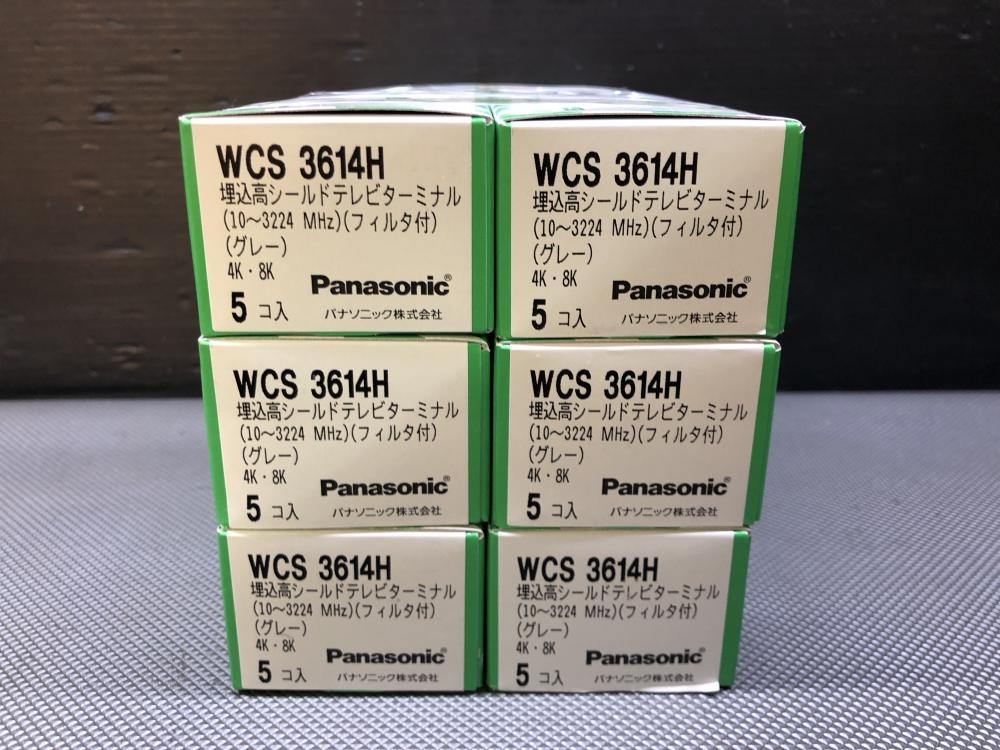 WCS 3614H
埋込高シールドテレビターミナル
(10～3224 MHz)(フィルタ付)
(グレー)
4K・8K
5 コ入
Panasonic®
パナソニック株式会社
WCS 3614H
埋込高シールドテレビターミナル
(10～3224 MHz)(フィルタ付)
(グレー)
4K・8K
5 コ入
Panasonic®
パナソニック株式会社
WCS 3614H
埋込高シールドテレビターミナル
(10～3224 MHz)(フィルタ付)
(グレー)
4K・8K
5 コ入
Panasonic®
パナソニック株式会社
WCS 3614H
埋込高シールドテレビターミナル
(10～3224 MHz)(フィルタ付)
(グレー)
4K・8K
5 コ入
Panasonic®
パナソニック株式会社
WCS 3614H
埋込高シールドテレビターミナル
(10～3224 MHz)(フィルタ付)
(グレー)
4K・8K
5 コ入
Panasonic®
パナソニック株式会社
WCS 3614H
埋込高シールドテレビターミナル
(10～3224 MHz)(フィルタ付)
(グレー)
4K・8K
5 コ入
Panasonic®
パナソニック株式会社